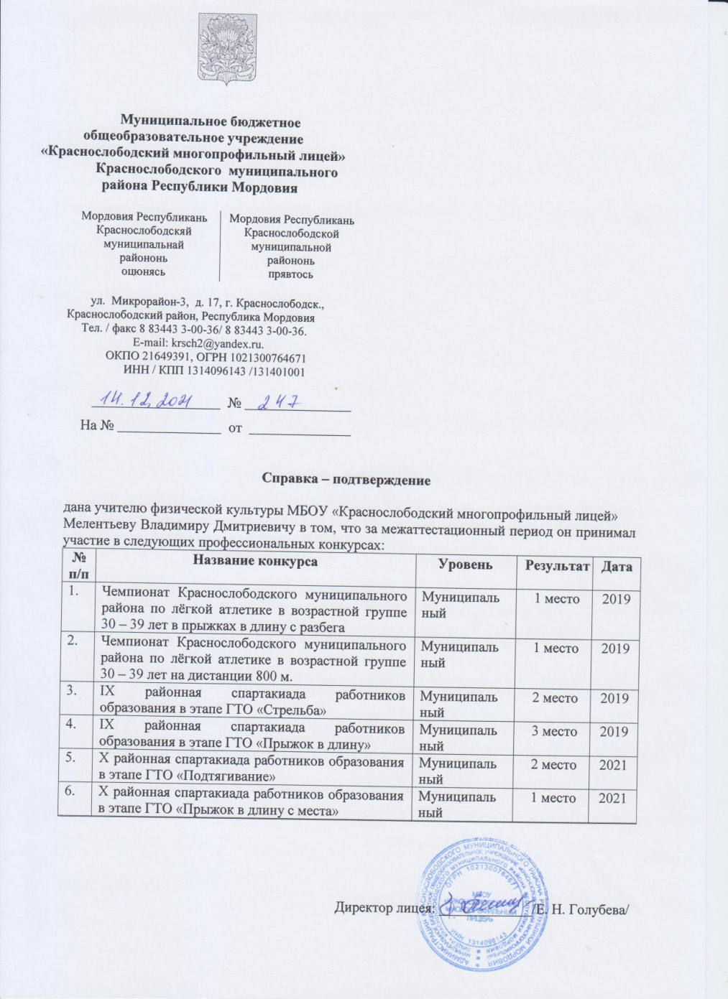 Муниципальное бюджетное
общеобразовательное учреждение
«Краснослободский многопрофильный лицей»
Краснослободского муниципального
района Республики Мордовия
Мордовия Республикань
Краснослободскяй
муниципальнай
райононь
оцюнясь
Мордовия Республикань
Краснослободской
муниципальной
райононь
прявтось
ул. Микрорайон-3, д. 17, г. Краснослободск.,
Краснослободский район, Республика Мордовия
Тел. / факс 8 83443 3-00-36/ 8 83443 3-00-36.
E-mail: krsch2@yandex.ru.
ОКПО 21649391, ОГРН 1021300764671
ИНН / КПП 1314096143 /131401001
14.12.2021 № 247
На № ______________ от ______________
Справка – подтверждение
дана учителю физической культуры МБОУ «Краснослободский многопрофильный лицей»
Мелентьеву Владимиру Дмитриевичу в том, что за межаттестационный период он принимал
участие в следующих профессиональных конкурсах:
№ п/п Название конкурса Уровень Результат Дата
1. Чемпионат Краснослободского муниципального Муниципаль 1 место 2019
района по лёгкой атлетике в возрастной группе ный
30 – 39 лет в прыжках в длину с разбега
2. Чемпионат Краснослободского муниципального Муниципаль 1 место 2019
района по лёгкой атлетике в возрастной группе ный
30 – 39 лет на дистанции 800 м.
3. IX районная спартакиада работников Муниципаль 2 место 2019
образования в этапе ГТО «Стрельба» ный
4. IX районная спартакиада работников Муниципаль 3 место 2019
образования в этапе ГТО «Прыжок в длину» ный
5. X районная спартакиада работников образования Муниципаль 2 место 2021
в этапе ГТО «Подтягивание» ный
6. X районная спартакиада работников образования Муниципаль 1 место 2021
в этапе ГТО «Прыжок в длину с места» ный
Директор лицея: /Е. Н. Голубева/
ОГРН 1021300764671
МБОУ
МНОГОПРОФИЛЬНЫЙ
ЛИЦЕЙ»
ИНН 1314096143